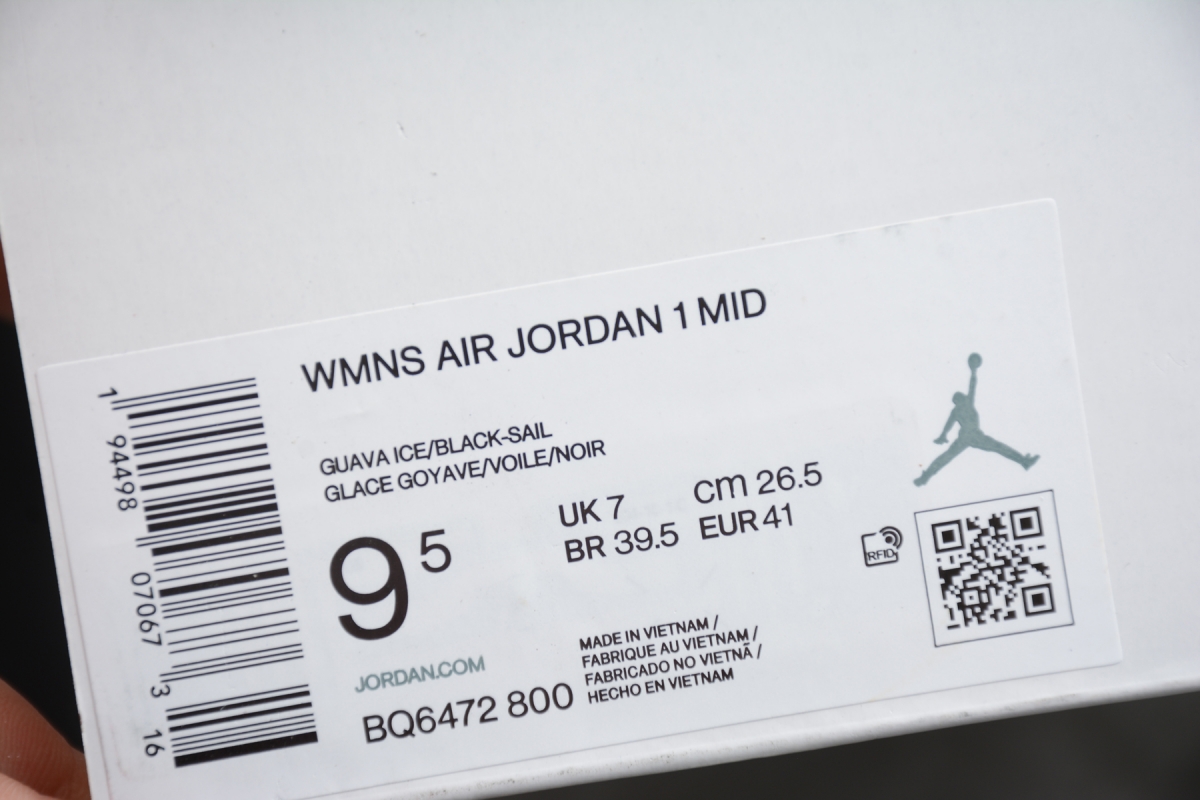 WMNS AIR JORDAN 1 MID
GUAVA ICE/BLACK-SAIL
GLACE GOYAVE/VOILE/NOIR
9 5
UK 7 cm 26.5
BR 39.5 EUR 41
RFID
MADE IN VIETNAM /
FABRIQUE AU VIETNAM /
FABRICADO NO VIETNÃ /
HECHO EN VIETNAM
JORDAN.COM
BQ6472 800
1 94498 07067 3 16